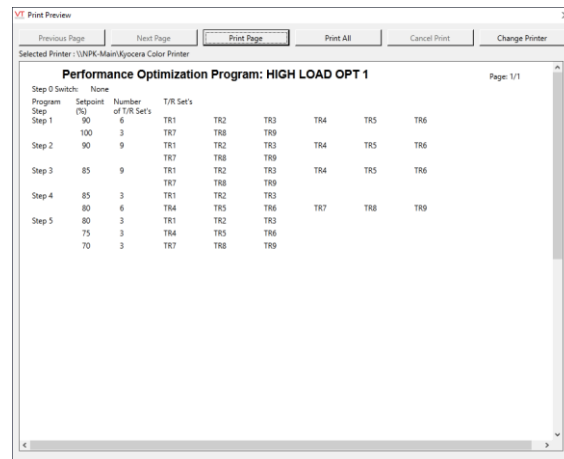 VT Print Preview
Previous Page Next Page Print Page Print All Cancel Print Change Printer
Selected Printer : \\NPK-Main\Kyocera Color Printer
Performance Optimization Program: HIGH LOAD OPT 1 Page: 1/1
Step 0 Switch: None
Program Setpoint Number T/R Set's
Step (%) of T/R Set's
Step 1 90 6 TR1 TR2 TR3 TR4 TR5 TR6
100 3 TR7 TR8 TR9
Step 2 90 9 TR1 TR2 TR3 TR4 TR5 TR6
TR7 TR8 TR9
Step 3 85 9 TR1 TR2 TR3 TR4 TR5 TR6
TR7 TR8 TR9
Step 4 85 3 TR1 TR2 TR3
80 6 TR4 TR5 TR6 TR7 TR8 TR9
Step 5 80 3 TR1 TR2 TR3
75 3 TR4 TR5 TR6
70 3 TR7 TR8 TR9